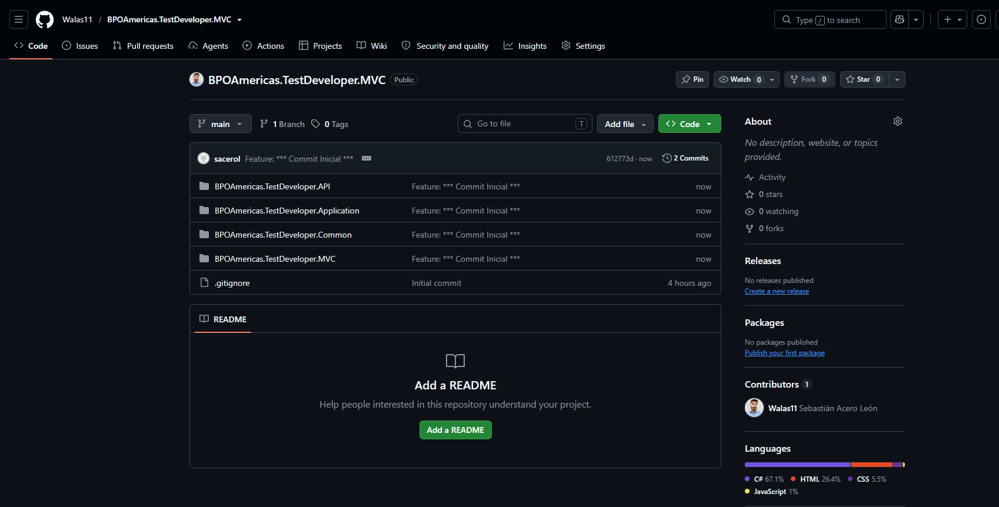 Walas11 / BPOAmericas.TestDeveloper.MVC
Type / to search
Code Issues Pull requests Agents Actions Projects Wiki Security and quality Insights Settings
BPOAmericas.TestDeveloper.MVC Public
Pin Watch 0 Fork 0 Star 0
main 1 Branch 0 Tags Go to file T Add file Code
sacerol Feature: *** Commit Inicial *** 612773d · now 2 Commits
BPOAmericas.TestDeveloper.API Feature: *** Commit Inicial *** now
BPOAmericas.TestDeveloper.Application Feature: *** Commit Inicial *** now
BPOAmericas.TestDeveloper.Common Feature: *** Commit Inicial *** now
BPOAmericas.TestDeveloper.MVC Feature: *** Commit Inicial *** now
.gitignore Initial commit 4 hours ago
README
Add a README
Help people interested in this repository understand your project.
Add a README
About
No description, website, or topics
provided.
Activity
0 stars
0 watching
0 forks
Releases
No releases published
Create a new release
Packages
No packages published
Publish your first package
Contributors 1
Walas11 Sebastián Acero León
Languages
C# 67.1% HTML 26.4% CSS 5.5%
JavaScript 1%